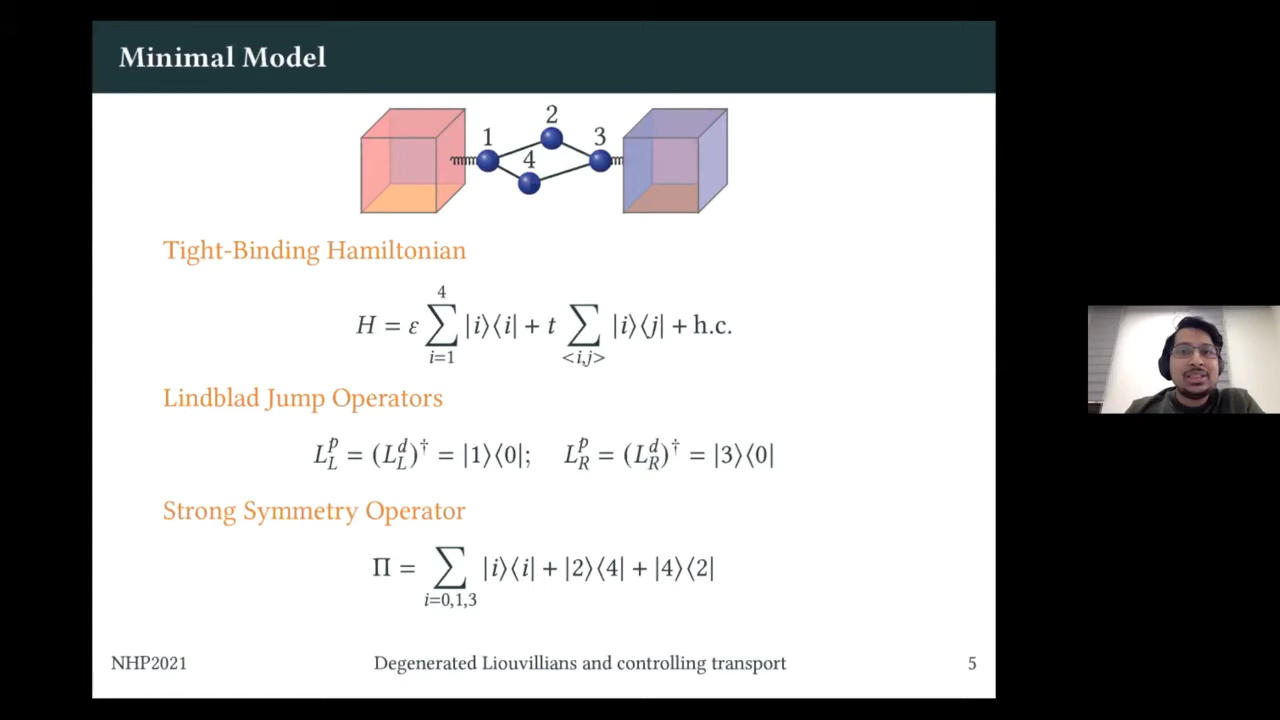 Minimal Model
1 2 3 4
Tight-Binding Hamiltonian
H = ε ∑_{i=1}^{4} |i⟩⟨i| + t ∑_{<i,j>} |i⟩⟨j| + h.c.
Lindblad Jump Operators
L_L^p = (L_L^d)^† = |1⟩⟨0|; L_R^p = (L_R^d)^† = |3⟩⟨0|
Strong Symmetry Operator
Π = ∑_{i=0,1,3} |i⟩⟨i| + |2⟩⟨4| + |4⟩⟨2|
NHP2021 Degenerated Liouvillians and controlling transport 5